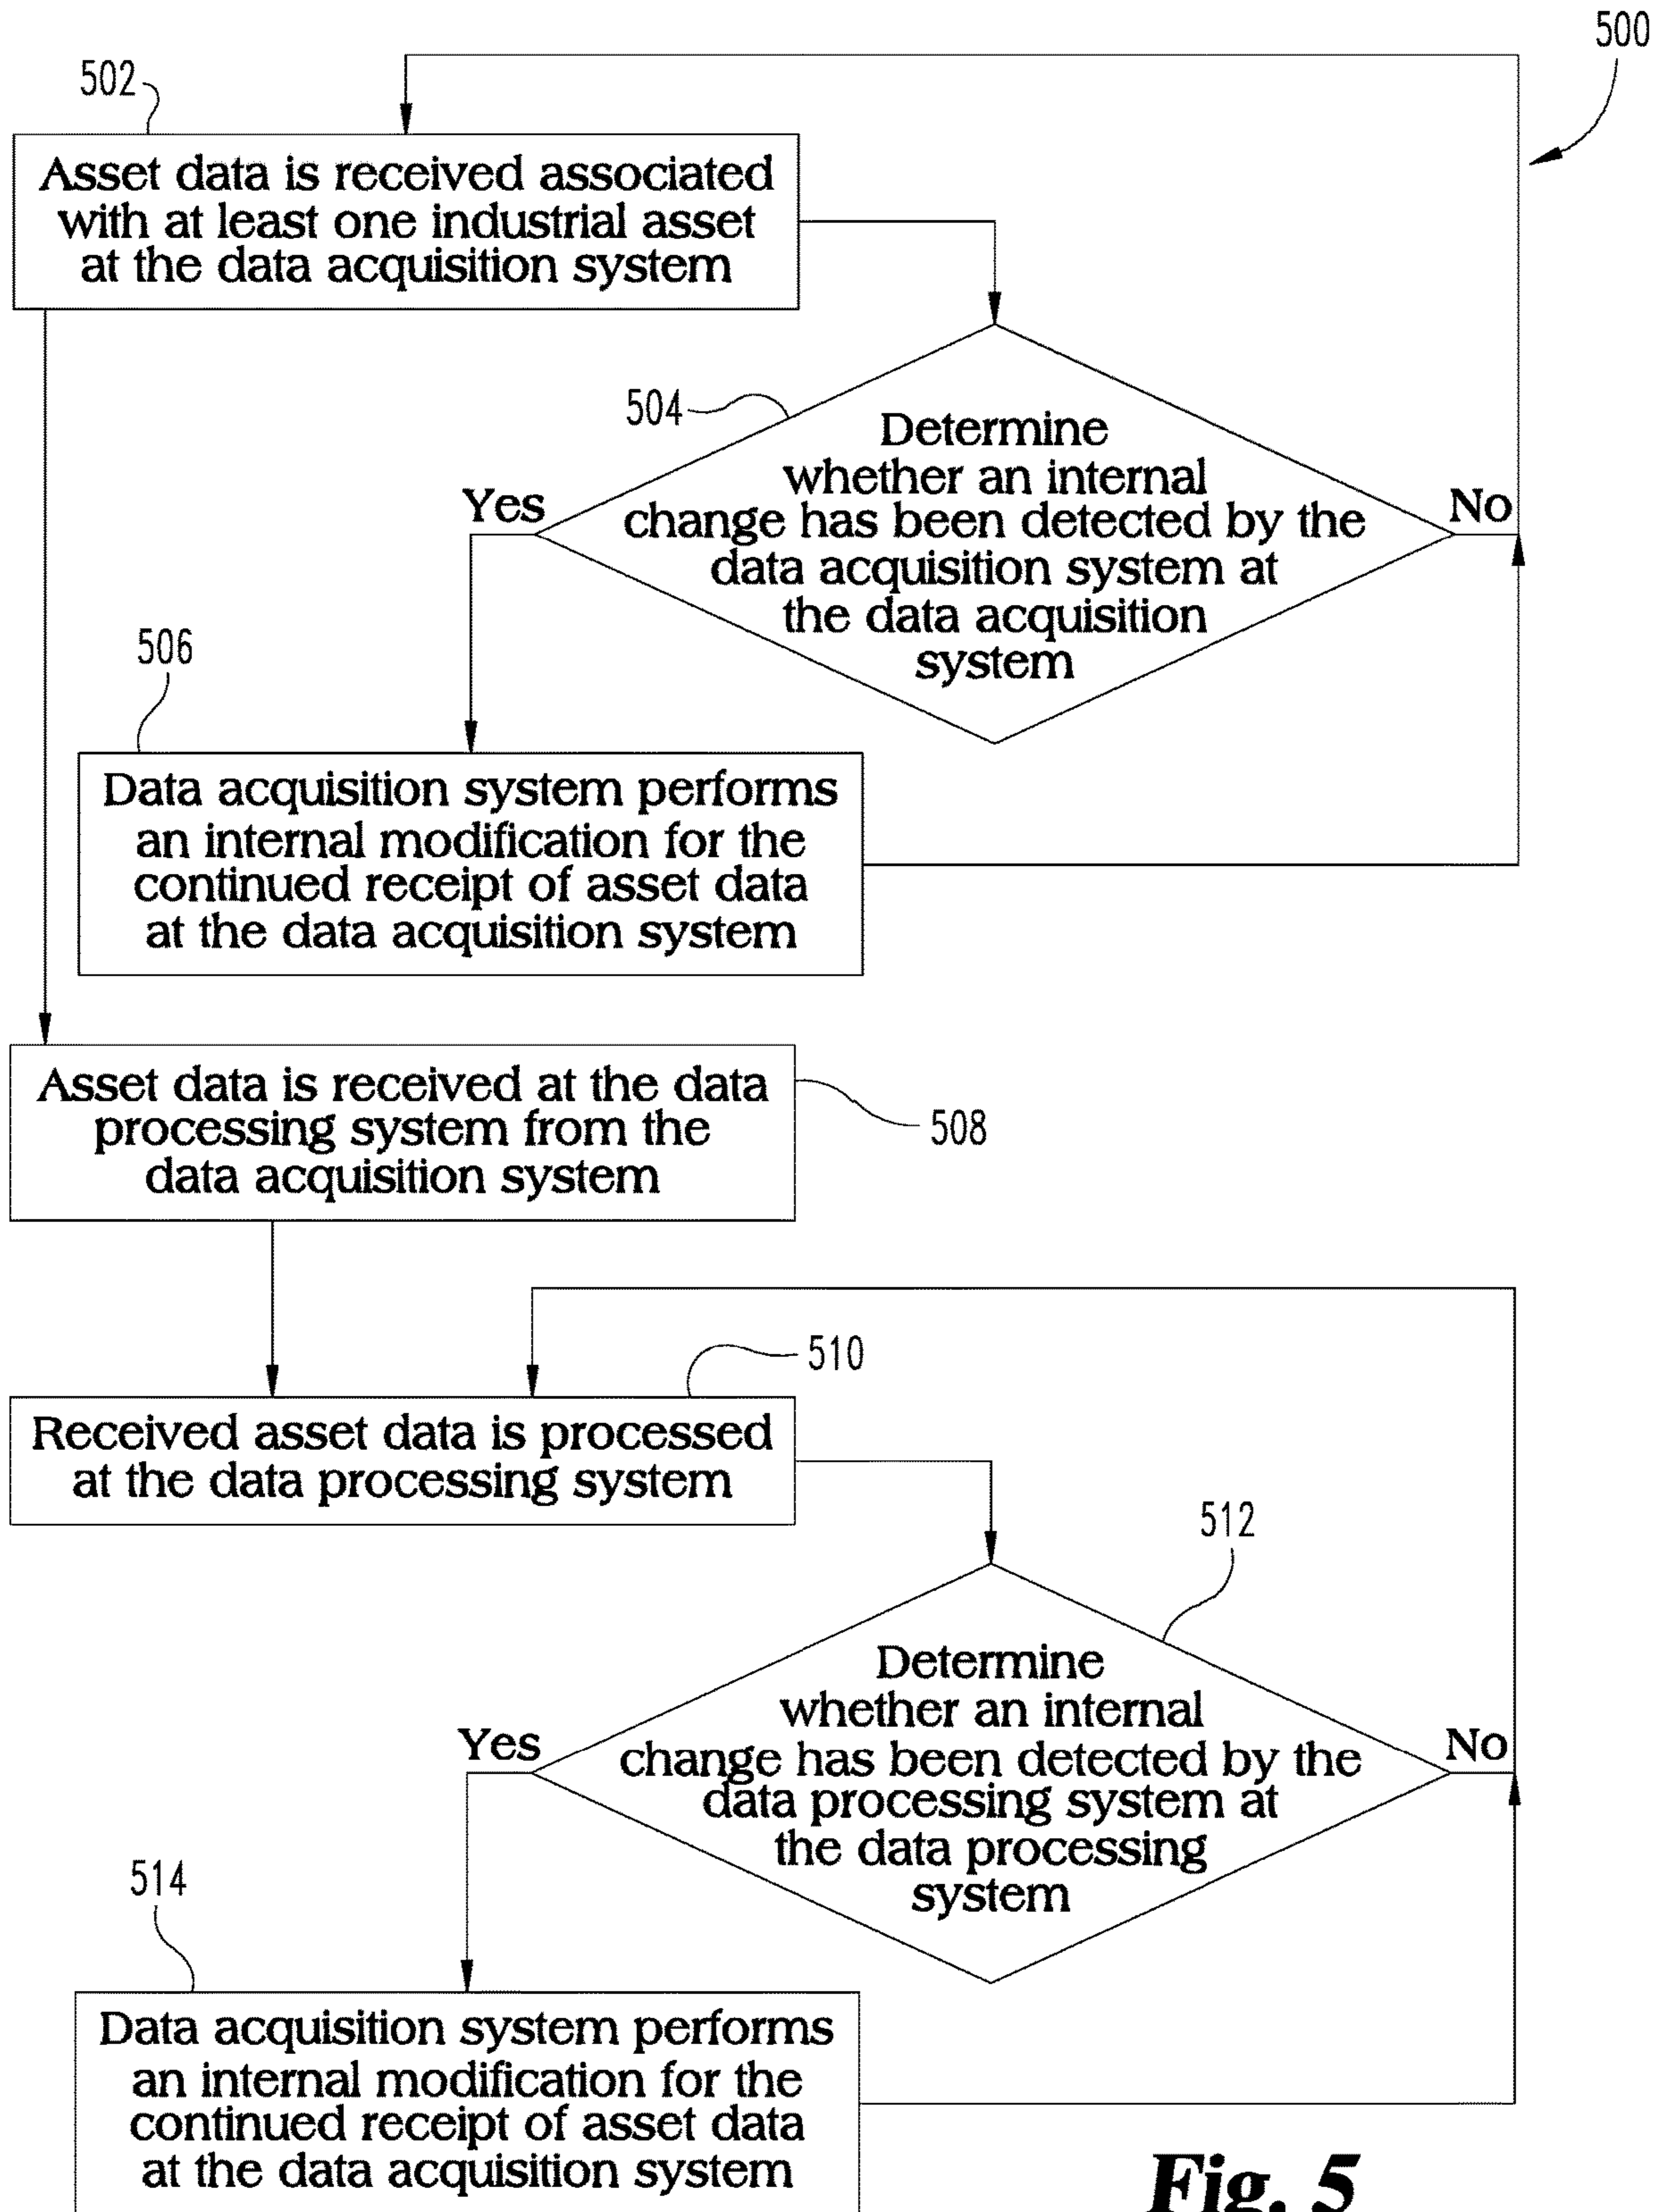 500
502
Asset data is received associated
with at least one industrial asset
at the data acquisition system
504
Determine
whether an internal
change has been detected by the
data acquisition system at
the data acquisition
system
Yes
No
506
Data acquisition system performs
an internal modification for the
continued receipt of asset data
at the data acquisition system
Asset data is received at the data
processing system from the
data acquisition system
508
510
Received asset data is processed
at the data processing system
512
Determine
whether an internal
change has been detected by the
data processing system at
the data processing
system
Yes
No
514
Data acquisition system performs
an internal modification for the
continued receipt of asset data
at the data acquisition system
Fig. 5